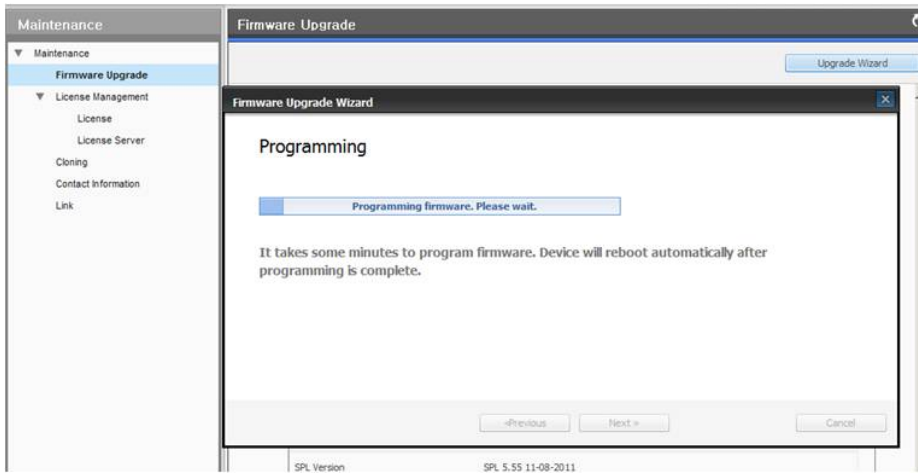 Maintenance
Firmware Upgrade
Maintenance
Firmware Upgrade
License Management
License
License Server
Cloning
Contact Information
Link
Upgrade Wizard
Firmware Upgrade Wizard
Programming
Programming firmware. Please wait.
It takes some minutes to program firmware. Device will reboot automatically after
programming is complete.
«Previous
Next »
Cancel
SPL Version
SPL 5.55 11-08-2011